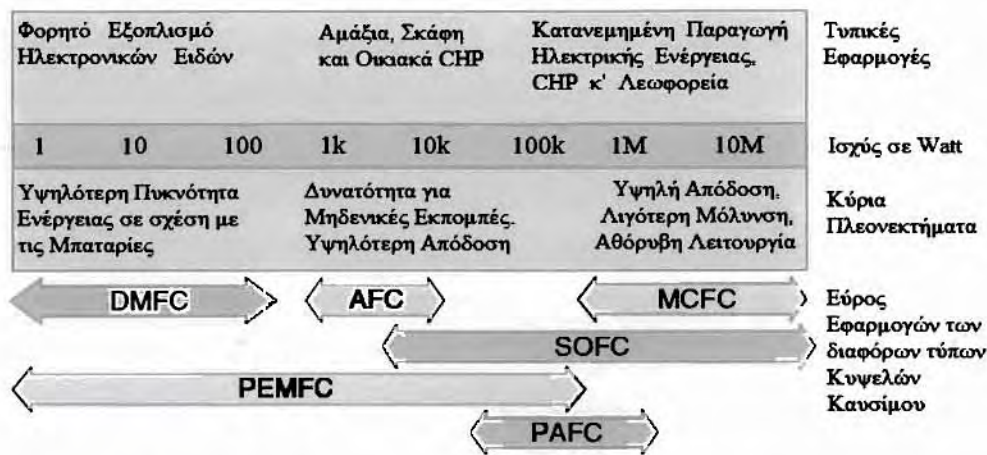 Φορητό Εξοπλισμό
Ηλεκτρονικών Ειδών
Αμάξια, Σκάφη
και Οικιακά CHP
Κατανεμημένη Παραγωγή
Ηλεκτρικής Ενέργειας,
CHP κ' Λεωφορεία
Τυπικές
Εφαρμογές
1 10 100 1k 10k 100k 1M 10M
Ισχύς σε Watt
Υψηλότερη Πυκνότητα
Ενέργειας σε σχέση με
τις Μπαταρίες
Δυνατότητα για
Μηδενικές Εκπομπές.
Υψηλότερη Απόδοση
Υψηλή Απόδοση,
Λιγότερη Μόλυνση,
Αθόρυβη Λειτουργία
Κύρια
Πλεονεκτήματα
DMFC
AFC
MCFC
SOFC
PEMFC
PAFC
Εύρος
Εφαρμογών των
διαφόρων τύπων
Κυψελών
Καυσίμου